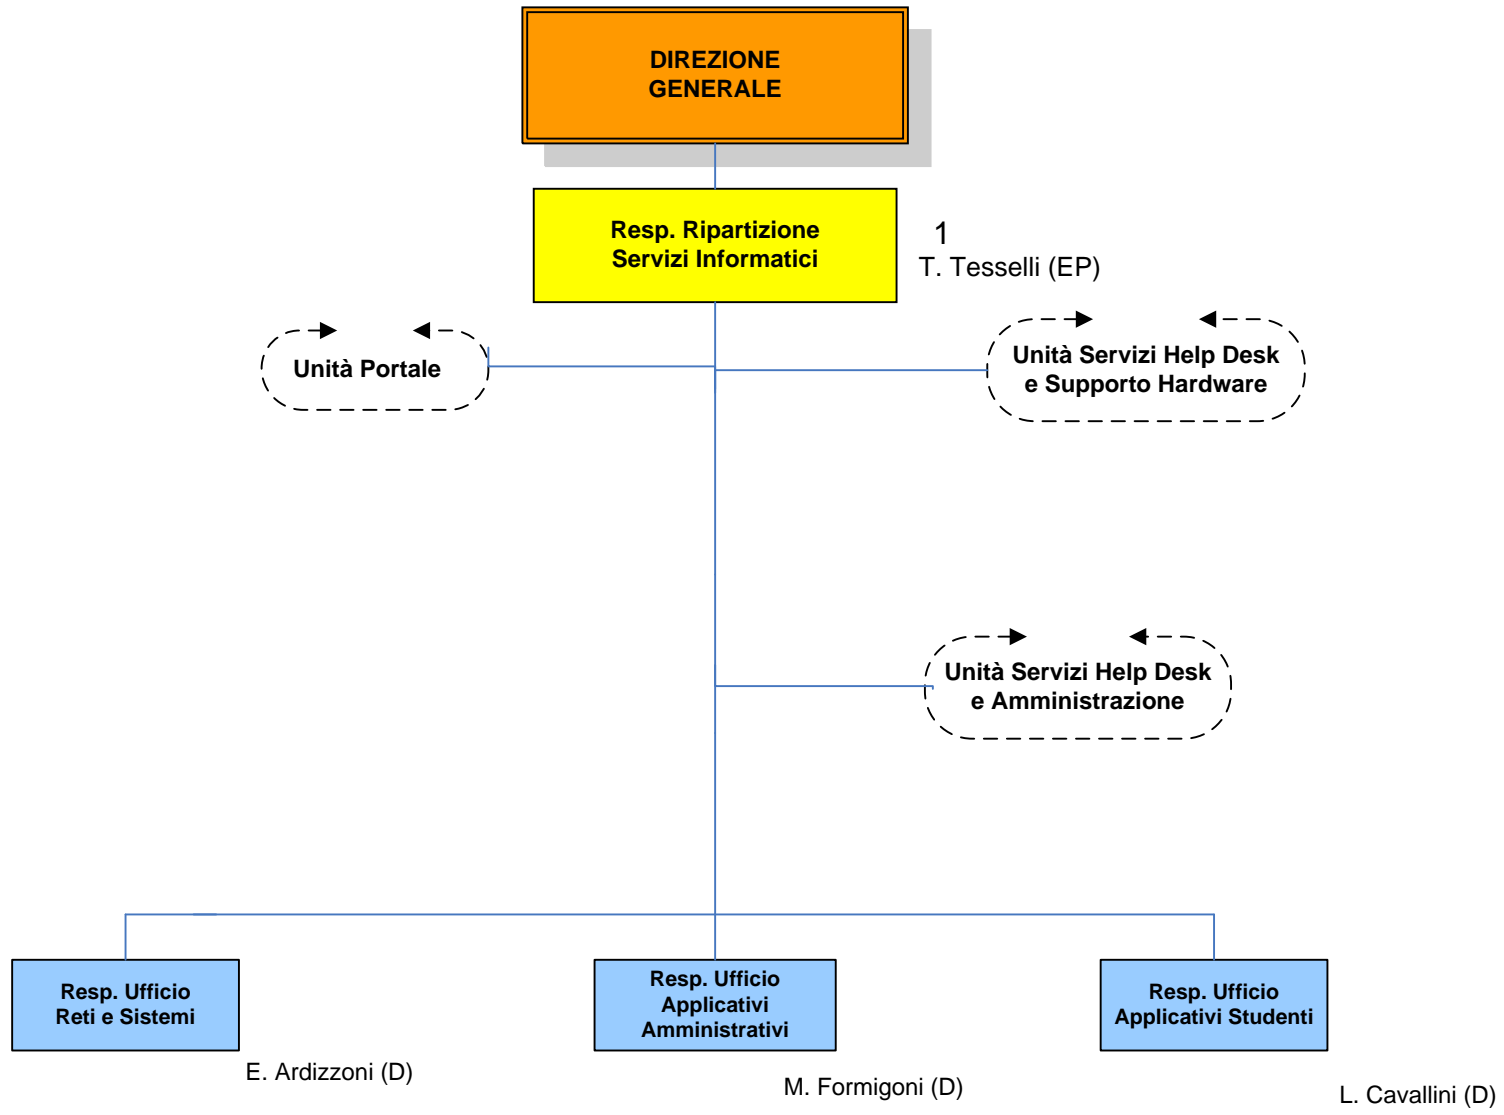 DIREZIONE
GENERALE
Resp. Ripartizione
Servizi Informatici
1
T. Tesselli (EP)
Unità Portale
Unità Servizi Help Desk
e Supporto Hardware
Unità Servizi Help Desk
e Amministrazione
Resp. Ufficio
Reti e Sistemi
E. Ardizzoni (D)
Resp. Ufficio
Applicativi
Amministrativi
M. Formigoni (D)
Resp. Ufficio
Applicativi Studenti
L. Cavallini (D)